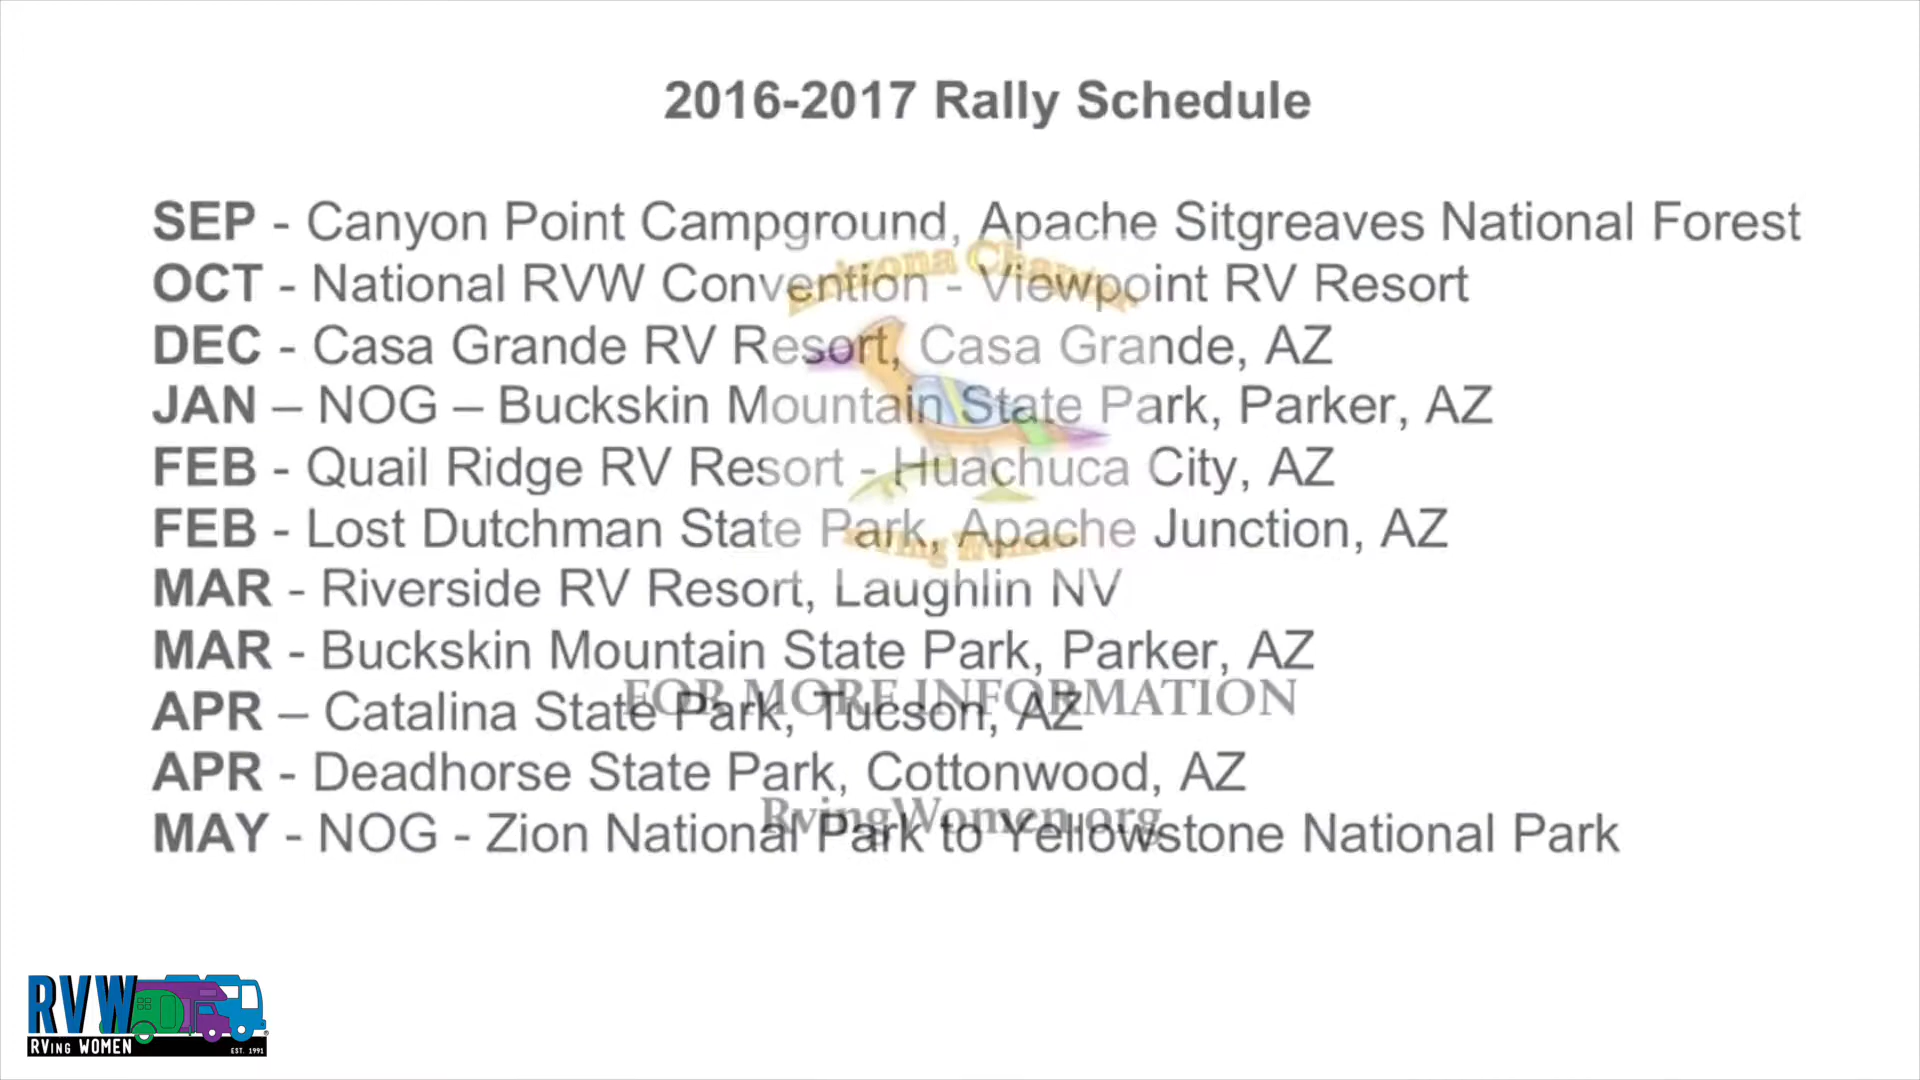 2016-2017 Rally Schedule
SEP - Canyon Point Campground, Apache Sitgreaves National Forest
OCT - National RVW Convention - Viewpoint RV Resort
DEC - Casa Grande RV Resort, Casa Grande, AZ
JAN – NOG – Buckskin Mountain State Park, Parker, AZ
FEB - Quail Ridge RV Resort - Huachuca City, AZ
FEB - Lost Dutchman State Park, Apache Junction, AZ
MAR - Riverside RV Resort, Laughlin NV
MAR - Buckskin Mountain State Park, Parker, AZ
APR – Catalina State Park, Tucson, AZ
APR - Deadhorse State Park, Cottonwood, AZ
MAY - NOG - Zion National Park to Yellowstone National Park
Arizona Chapter
RVing Women
FOR MORE INFORMATION
RvingWomen.org
RVW
RVING WOMEN
EST. 1991